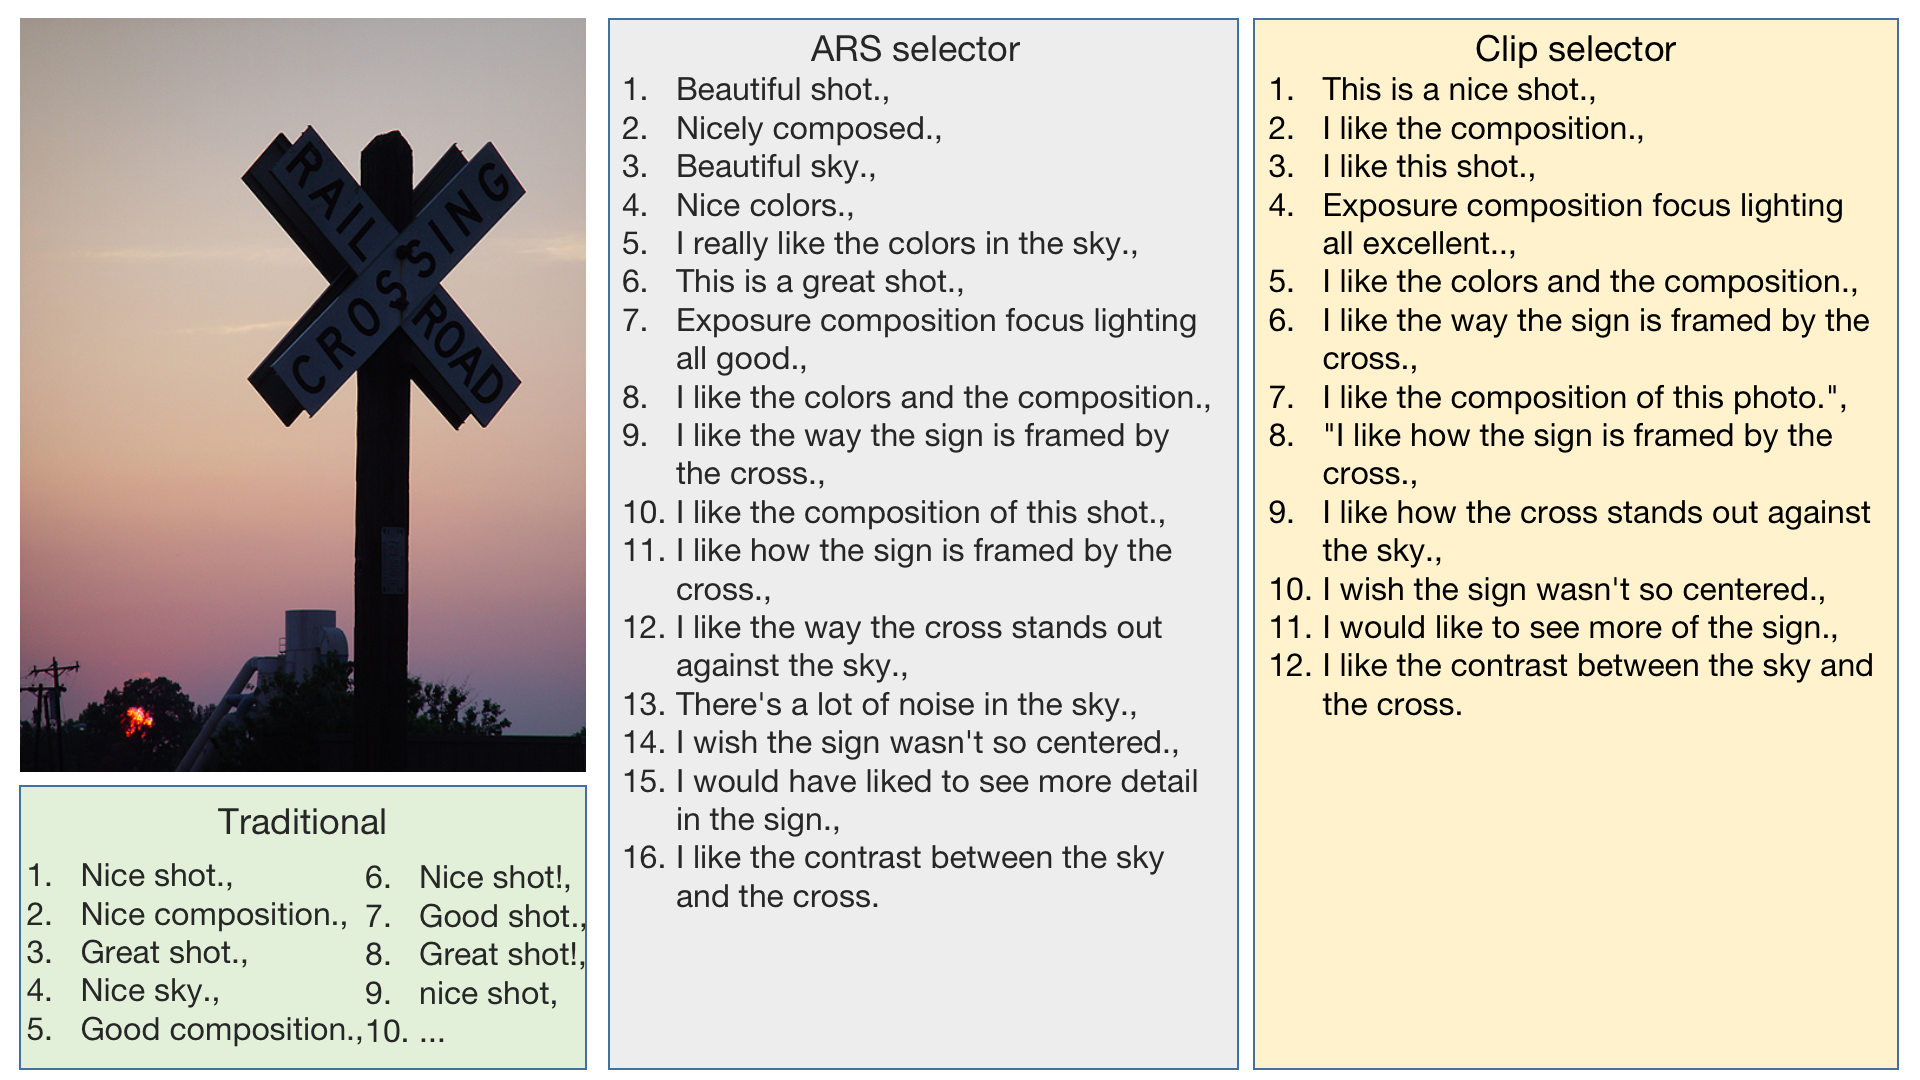 RAIL
ROAD
CROSSING
Traditional
1. Nice shot.,
2. Nice composition.,
3. Great shot.,
4. Nice sky.,
5. Good composition.,
6. Nice shot!,
7. Good shot.,
8. Great shot!,
9. nice shot,
10. ...
ARS selector
1. Beautiful shot.,
2. Nicely composed.,
3. Beautiful sky.,
4. Nice colors.,
5. I really like the colors in the sky.,
6. This is a great shot.,
7. Exposure composition focus lighting
all good.,
8. I like the colors and the composition.,
9. I like the way the sign is framed by
the cross.,
10. I like the composition of this shot.,
11. I like how the sign is framed by the
cross.,
12. I like the way the cross stands out
against the sky.,
13. There's a lot of noise in the sky.,
14. I wish the sign wasn't so centered.,
15. I would have liked to see more detail
in the sign.,
16. I like the contrast between the sky
and the cross.
Clip selector
1. This is a nice shot.,
2. I like the composition.,
3. I like this shot.,
4. Exposure composition focus lighting
all excellent..,
5. I like the colors and the composition.,
6. I like the way the sign is framed by the
cross.,
7. I like the composition of this photo.",
8. "I like how the sign is framed by the
cross.,
9. I like how the cross stands out against
the sky.,
10. I wish the sign wasn't so centered.,
11. I would like to see more of the sign.,
12. I like the contrast between the sky and
the cross.